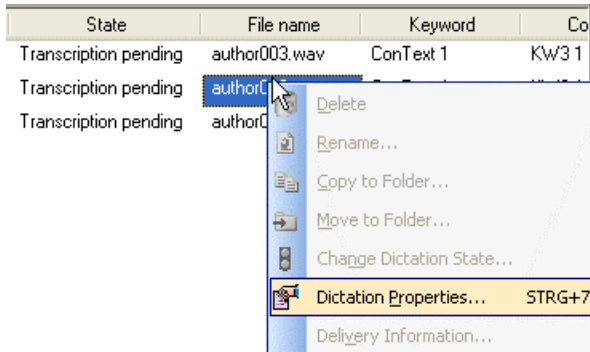 State File name Keyword Co
Transcription pending author003.wav ConText 1 KW3 1
Transcription pending
Transcription pending
Delete
Rename...
Copy to Folder...
Move to Folder...
Change Dictation State...
Dictation Properties... STRG+7
Delivery Information...